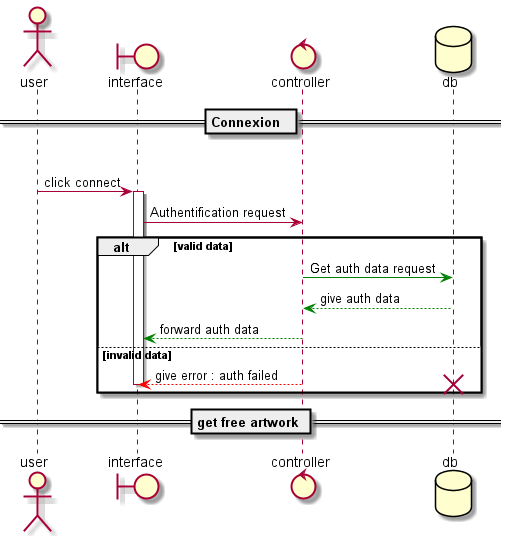 user
interface
controller
db
Connexion
click connect
Authentification request
alt
[valid data]
Get auth data request
give auth data
forward auth data
[invalid data]
give error : auth failed
get free artwork
user
interface
controller
db